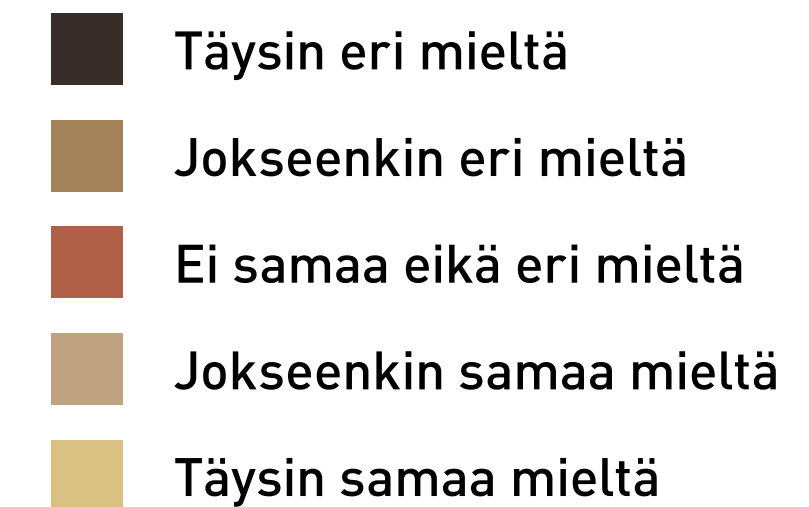 Täysin eri mieltä
Jokseenkin eri mieltä
Ei samaa eikä eri mieltä
Jokseenkin samaa mieltä
Täysin samaa mieltä